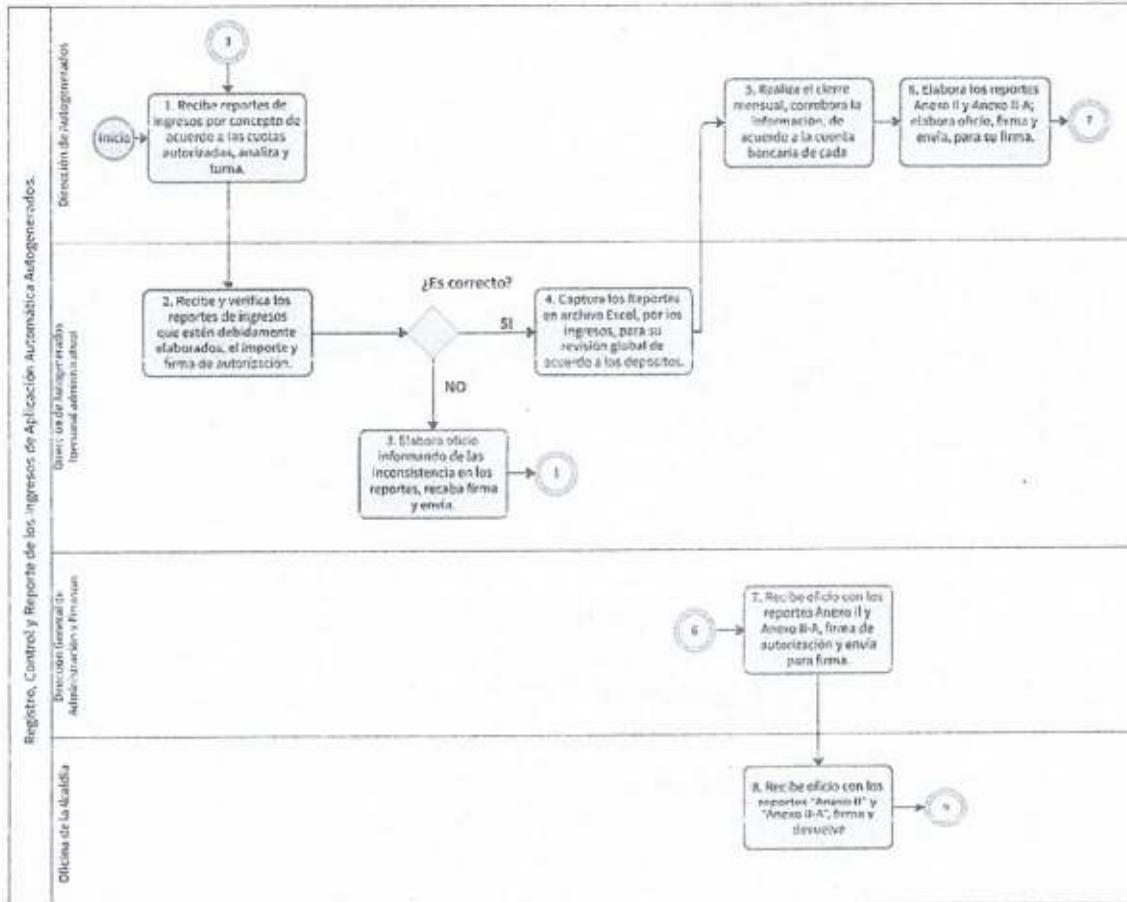 Registro, Control y Reporte de los Ingresos de Aplicación Automática Autogenerados.
Dirección de Autogenerados
3
Inicio
1. Recibe reportes de
ingresos por concepto de
acuerdo a las cuotas
autorizadas, analiza y
turna.
5. Realiza el cierre
mensual, corrobora la
información, de
acuerdo a la cuenta
bancaria de cada
6. Elabora los reportes
Anexo II y Anexo II-A;
elabora oficio, firma y
envía, para su firma.
7
de Autogenerados
(personal administrativo)
2. Recibe y verifica los
reportes de ingresos
que estén debidamente
elaborados, el importe y
firma de autorización.
¿Es correcto?
SI
NO
4. Captura los Reportes
en archivo Excel, por los
ingresos, para su
revisión global de
acuerdo a los depósitos.
3. Elabora oficio
informando de las
inconsistencia en los
reportes, recaba firma
y envía.
1
Dirección General de
Administración y Finanzas
6
7. Recibe oficio con los
reportes Anexo II y
Anexo II-A, firma de
autorización y envía
para firma.
Oficina de la Alcaldía
8. Recibe oficio con los
reportes "Anexo II" y
"Anexo II-A", firma y
devuelve
9